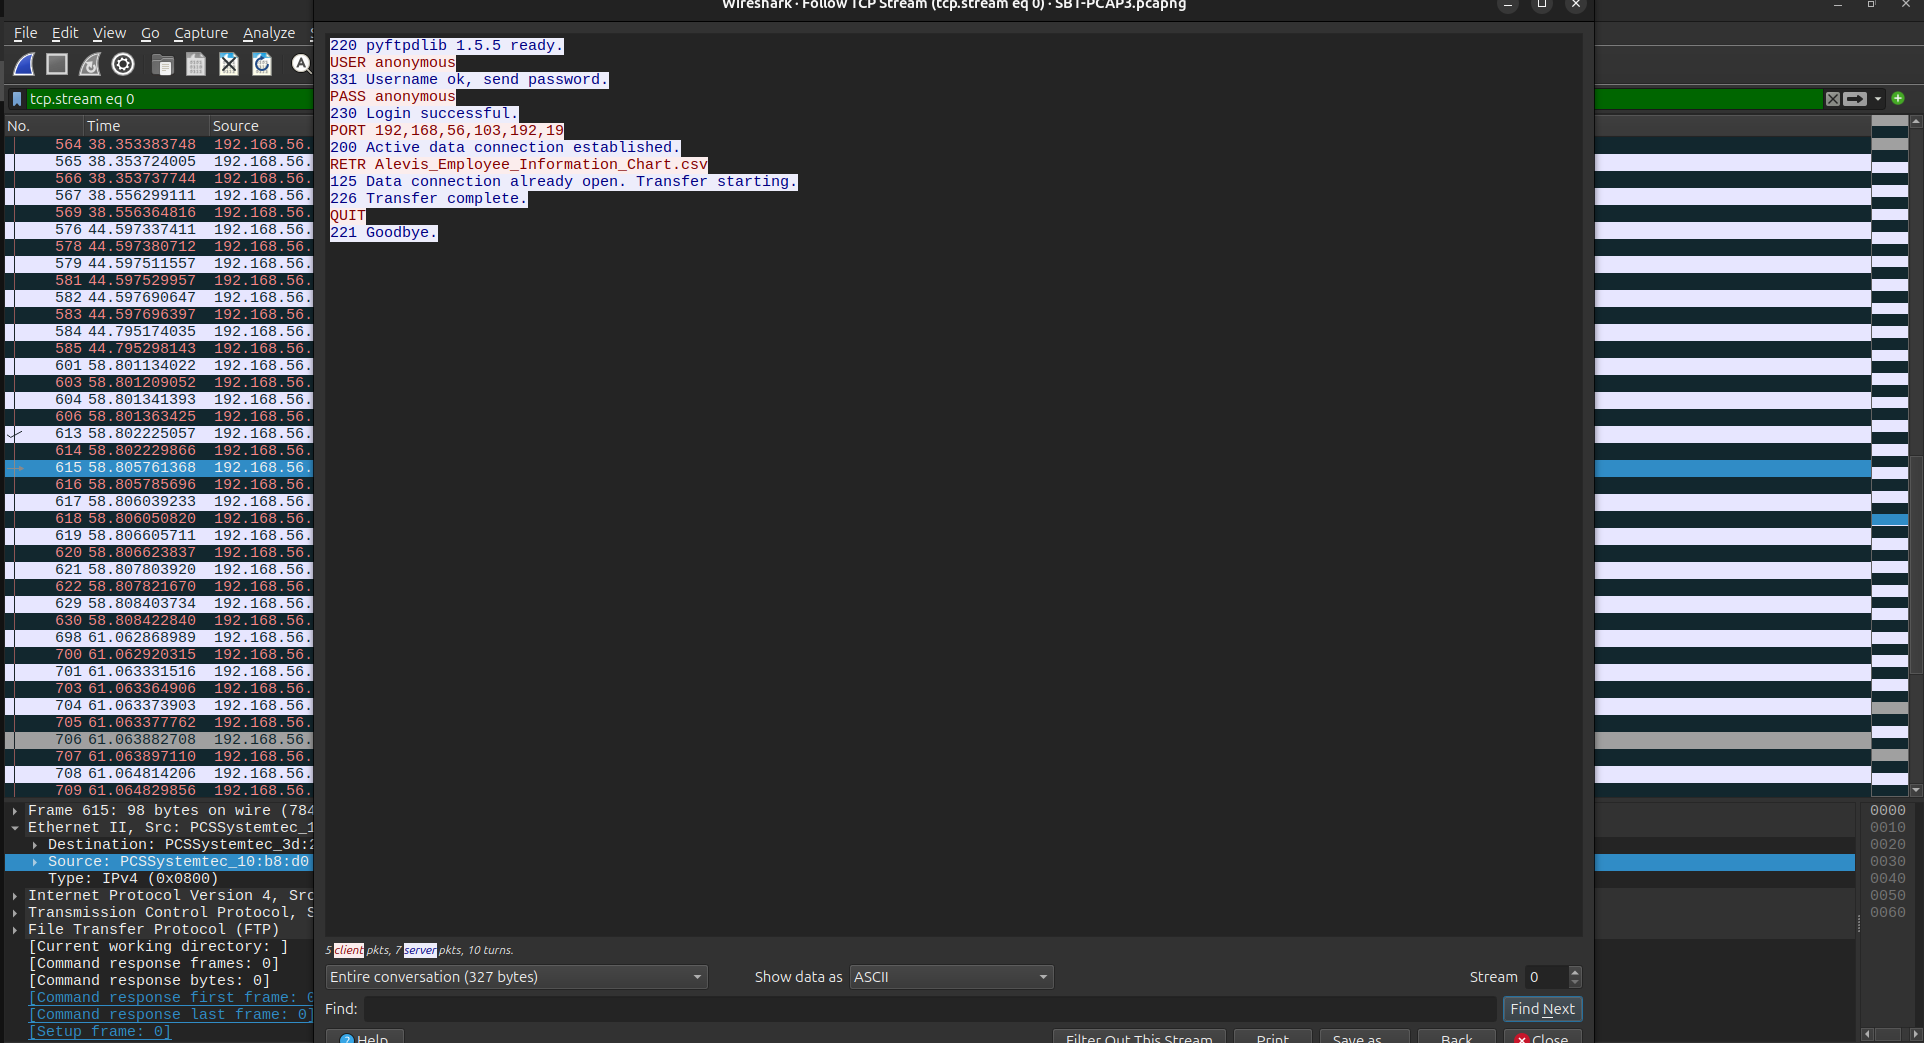 Wireshark · Follow TCP Stream (tcp.stream eq 0) · SBT-PCAP3.pcapng
File Edit View Go Capture Analyze
tcp.stream eq 0
No. Time Source
564 38.353383748 192.168.56.
565 38.353724005 192.168.56.
566 38.353737744 192.168.56.
567 38.556299111 192.168.56.
569 38.556364816 192.168.56.
576 44.597337411 192.168.56.
578 44.597380712 192.168.56.
579 44.597511557 192.168.56.
581 44.597529957 192.168.56.
582 44.597690647 192.168.56.
583 44.597696397 192.168.56.
584 44.795174035 192.168.56.
585 44.795298143 192.168.56.
601 58.801134022 192.168.56.
603 58.801209052 192.168.56.
604 58.801341393 192.168.56.
606 58.801363425 192.168.56.
613 58.802225057 192.168.56.
614 58.802229866 192.168.56.
615 58.805761368 192.168.56.
616 58.805785696 192.168.56.
617 58.806039233 192.168.56.
618 58.806050820 192.168.56.
619 58.806605711 192.168.56.
620 58.806623837 192.168.56.
621 58.807803920 192.168.56.
622 58.807821670 192.168.56.
629 58.808403734 192.168.56.
630 58.808422840 192.168.56.
698 61.062868989 192.168.56.
700 61.062920315 192.168.56.
701 61.063331516 192.168.56.
703 61.063364906 192.168.56.
704 61.063373903 192.168.56.
705 61.063377762 192.168.56.
706 61.063882708 192.168.56.
707 61.063897110 192.168.56.
708 61.064814206 192.168.56.
709 61.064829856 192.168.56.
220 pyftpdlib 1.5.5 ready.
USER anonymous
331 Username ok, send password.
PASS anonymous
230 Login successful.
PORT 192,168,56,103,192,19
200 Active data connection established.
RETR Alevis_Employee_Information_Chart.csv
125 Data connection already open. Transfer starting.
226 Transfer complete.
QUIT
221 Goodbye.
Frame 615: 98 bytes on wire (784
Ethernet II, Src: PCSSystemtec_1
Destination: PCSSystemtec_3d:2
Source: PCSSystemtec_10:b8:d0
Type: IPv4 (0x0800)
Internet Protocol Version 4, Src
Transmission Control Protocol, S
File Transfer Protocol (FTP)
[Current working directory: ]
[Command response frames: 0]
[Command response bytes: 0]
[Command response first frame: 0
[Command response last frame: 0]
[Setup frame: 0]
0000
0010
0020
0030
0040
0050
0060
5 client pkts, 7 server pkts, 10 turns.
Entire conversation (327 bytes) Show data as ASCII Stream 0
Find: Find Next
Help Filter Out This Stream Print Save as... Back Close